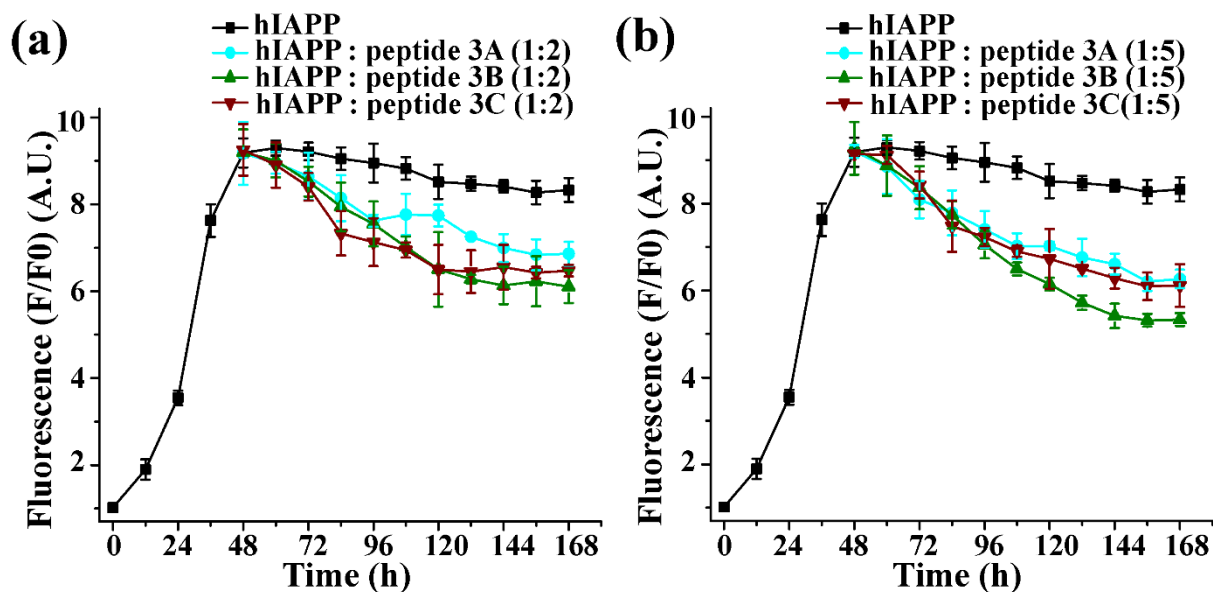 (a)
hIAPP
hIAPP : peptide 3A (1:2)
hIAPP : peptide 3B (1:2)
hIAPP : peptide 3C (1:2)
Fluorescence (F/F0) (A.U.)
10
8
6
4
2
0 24 48 72 96 120 144 168
Time (h)
(b)
hIAPP
hIAPP : peptide 3A (1:5)
hIAPP : peptide 3B (1:5)
hIAPP : peptide 3C(1:5)
Fluorescence (F/F0) (A.U.)
10
8
6
4
2
0 24 48 72 96 120 144 168
Time (h)